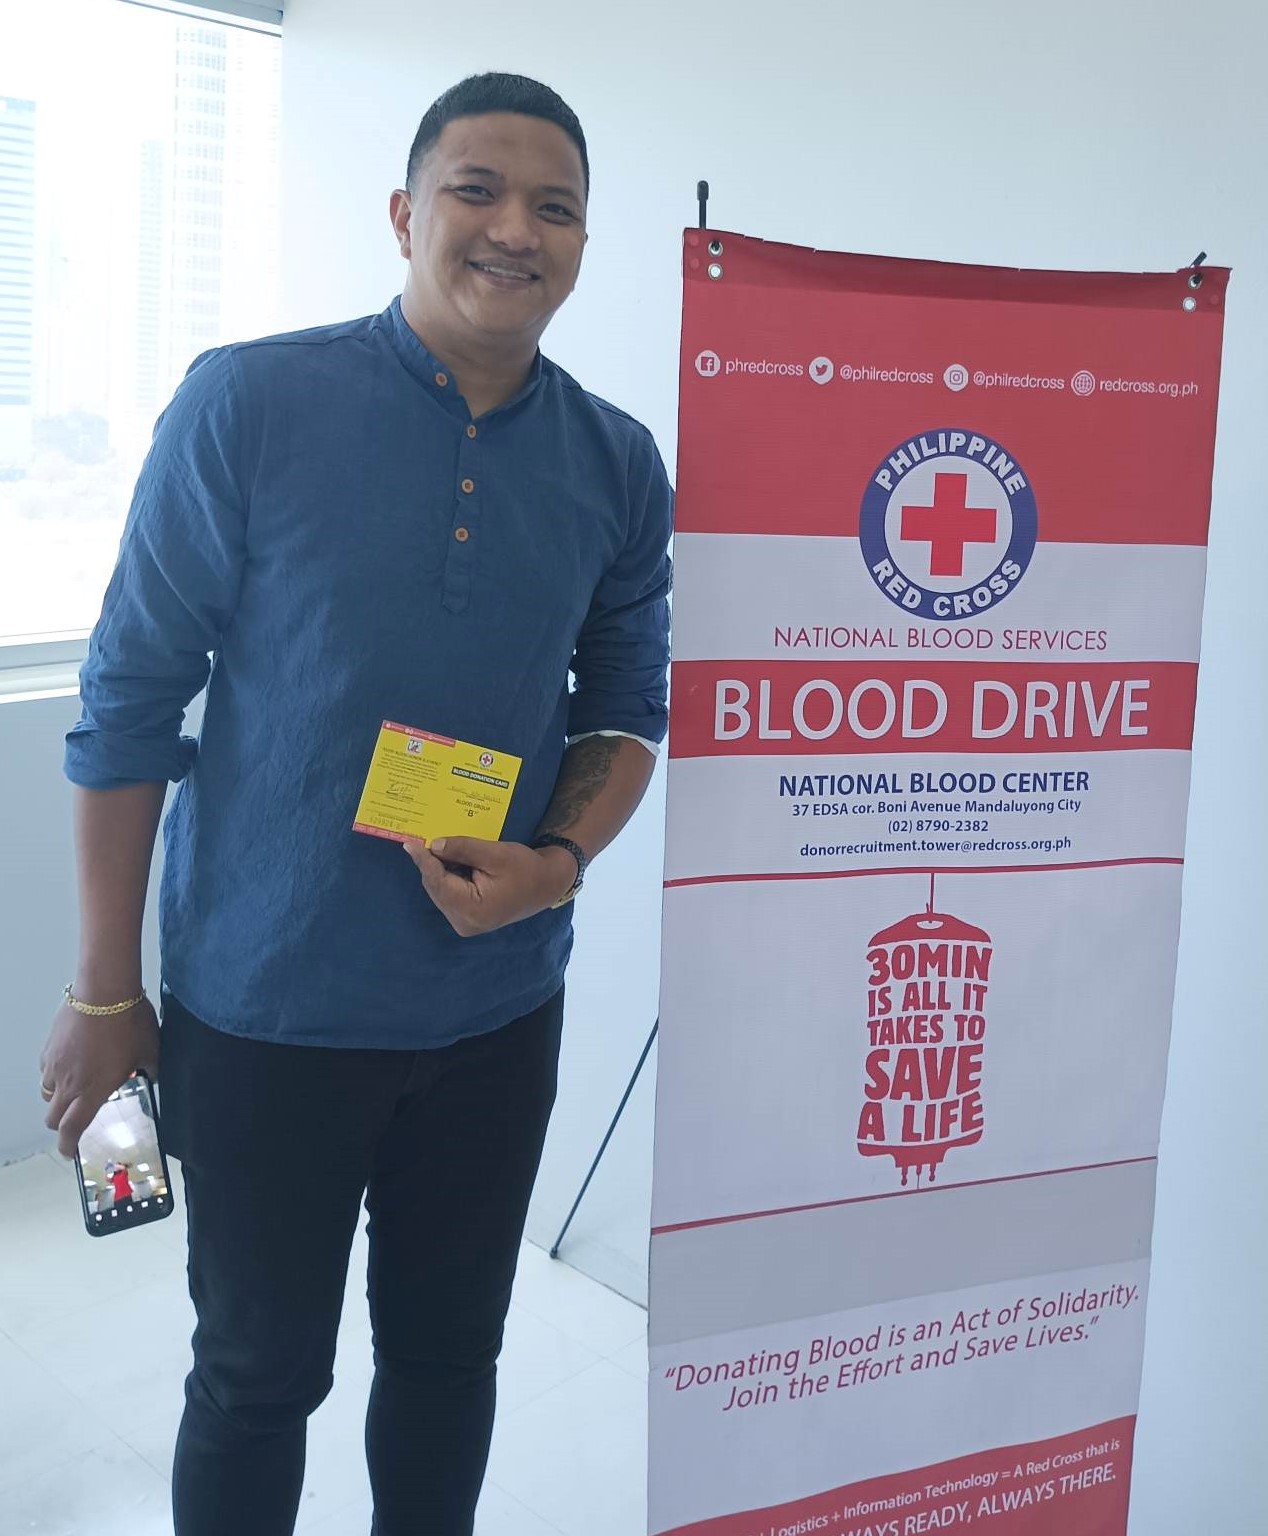 phredcross @philredcross @philredcross redcross.org.ph
PHILIPPINE
RED CROSS
NATIONAL BLOOD SERVICES
BLOOD DRIVE
NATIONAL BLOOD CENTER
37 EDSA cor. Boni Avenue Mandaluyong City
(02) 8790-2382
donorrecruitment.tower@redcross.org.ph
30MIN
IS ALL IT
TAKES TO
SAVE
A LIFE
"Donating Blood is an Act of Solidarity.
Join the Effort and Save Lives."
Logistics + Information Technology = A Red Cross that is
READY, ALWAYS THERE.
BLOOD DONATION CARD
BLOOD GROUP
"B"